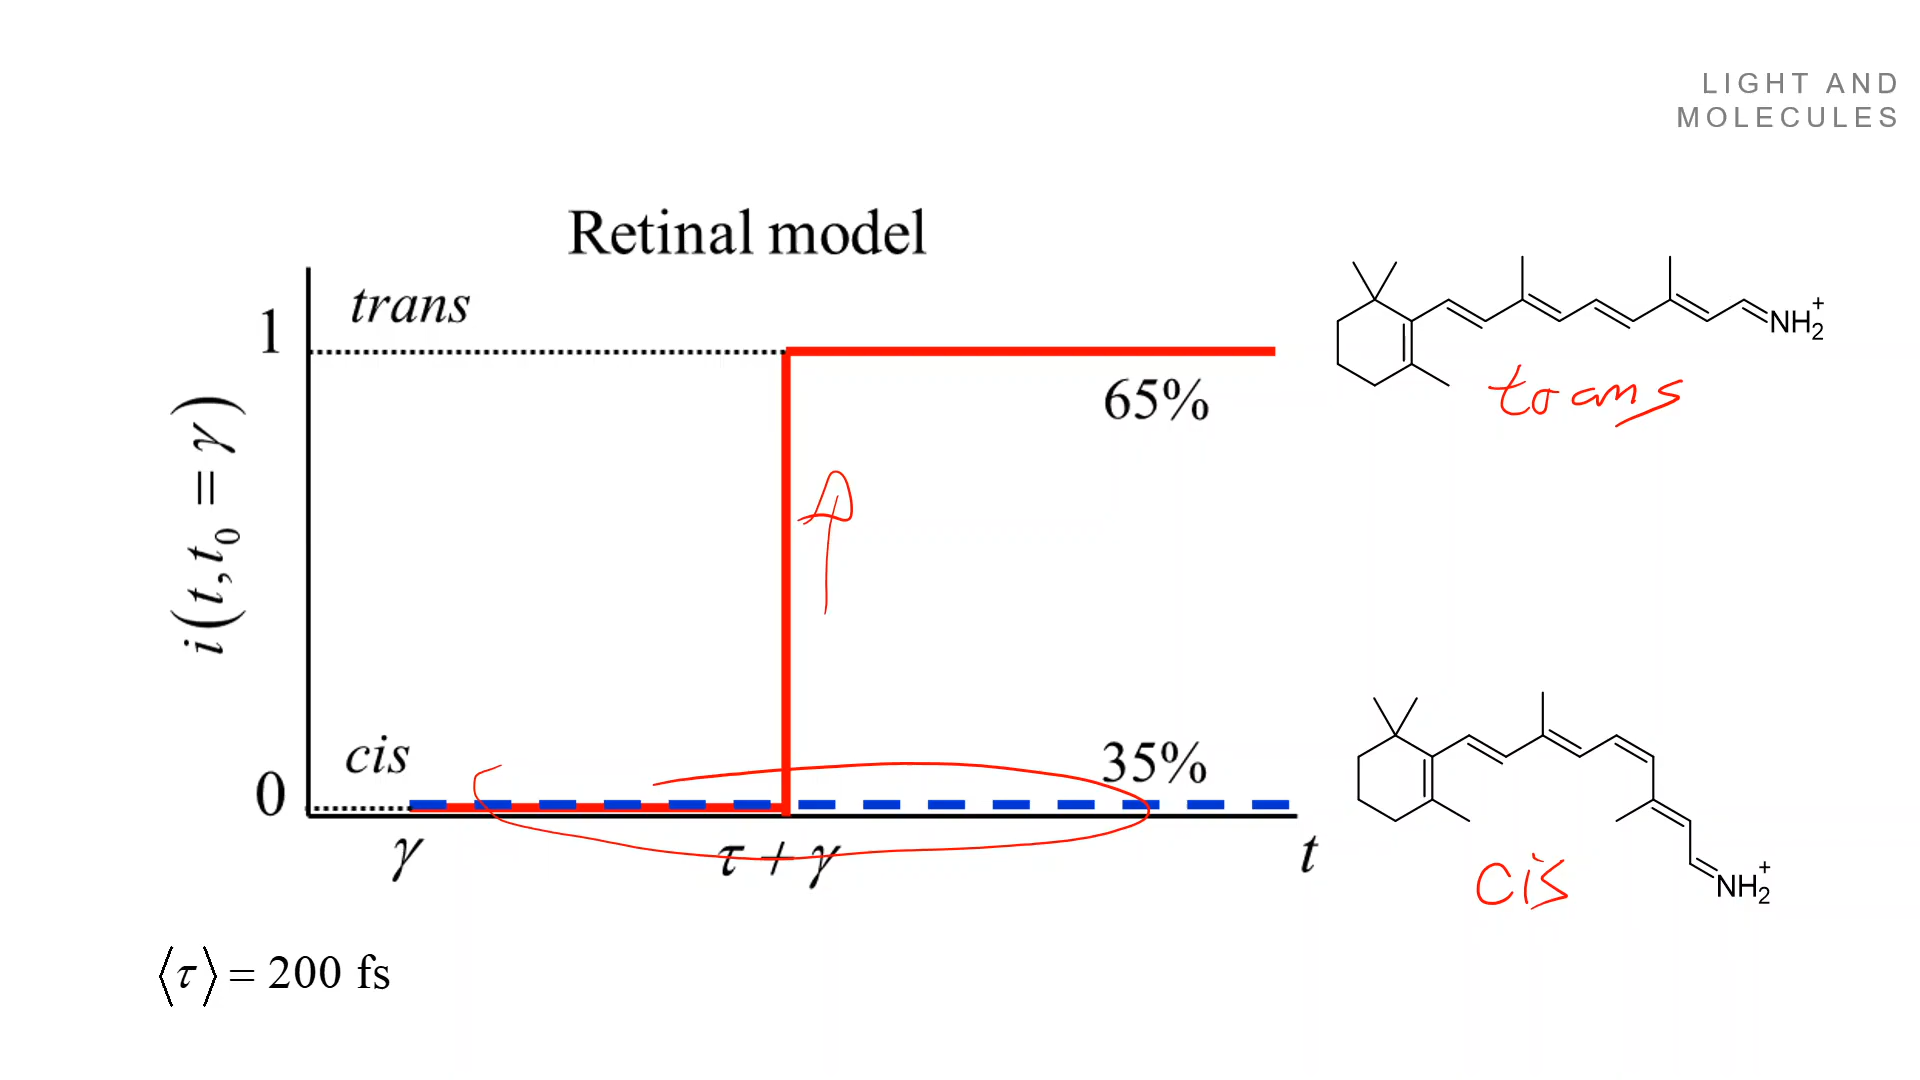 LIGHT AND
MOLECULES
Retinal model
trans
1
65%
i(t,t₀ = γ)
cis
35%
0
γ
τ + γ
t
⟨τ⟩ = 200 fs
NH₂⁺
trans
NH₂⁺
cis